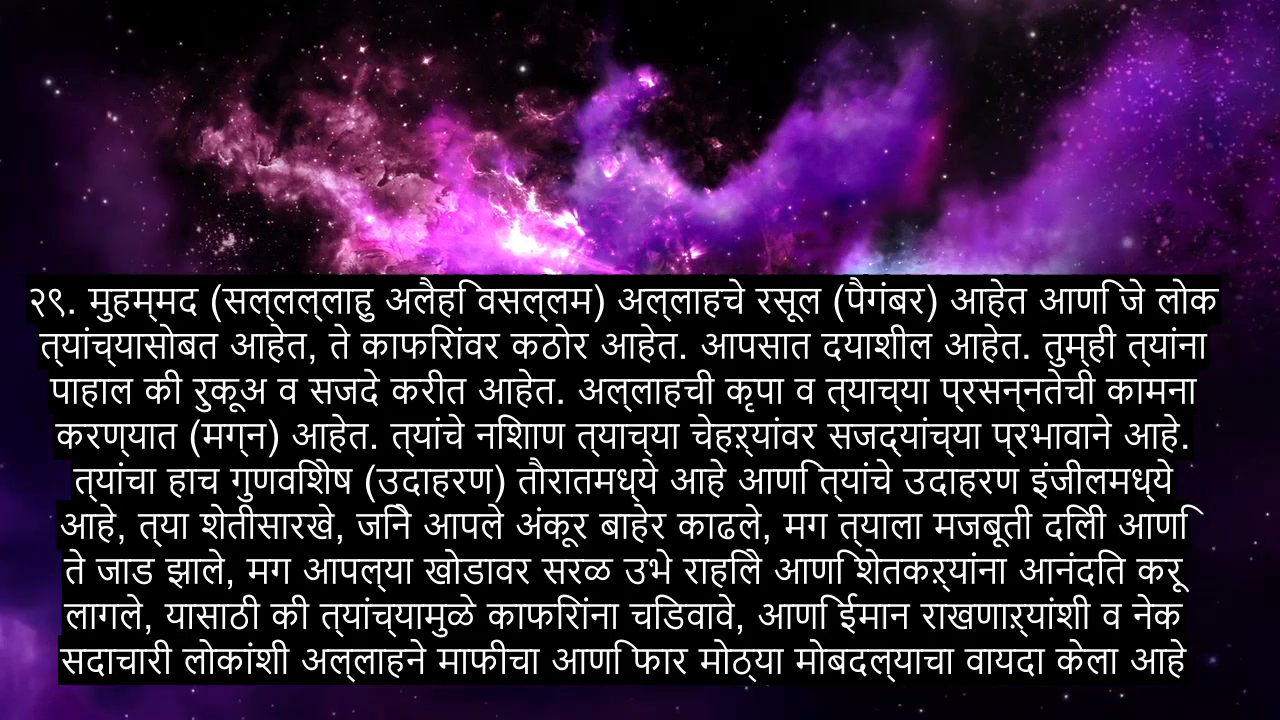 २९. मुहम्मद (सल्लल्लाहु अलैहि वसल्लम) अल्लाहचे रसूल (पैगंबर) आहेत आणि जे लोक
त्यांच्यासोबत आहेत, ते काफिरांवर कठोर आहेत. आपसात दयाशील आहेत. तुम्ही त्यांना
पाहाल की रुकूअ व सजदे करीत आहेत. अल्लाहची कृपा व त्याच्या प्रसन्नतेची कामना
करण्यात (मग्न) आहेत. त्यांचे निशाण त्याच्या चेहऱ्यांवर सजद्यांच्या प्रभावाने आहे.
त्यांचा हाच गुणविशेष (उदाहरण) तौरातमध्ये आहे आणि त्यांचे उदाहरण इंजीलमध्ये
आहे, त्या शेतीसारखे, जिने आपले अंकूर बाहेर काढले, मग त्याला मजबूती दिली आणि
ते जाड झाले, मग आपल्या खोडावर सरळ उभे राहिले आणि शेतकऱ्यांना आनंदित करू
लागले, यासाठी की त्यांच्यामुळे काफिरांना चिडवावे, आणि ईमान राखणाऱ्यांशी व नेक
सदाचारी लोकांशी अल्लाहने माफीचा आणि फार मोठ्या मोबदल्याचा वायदा केला आहे